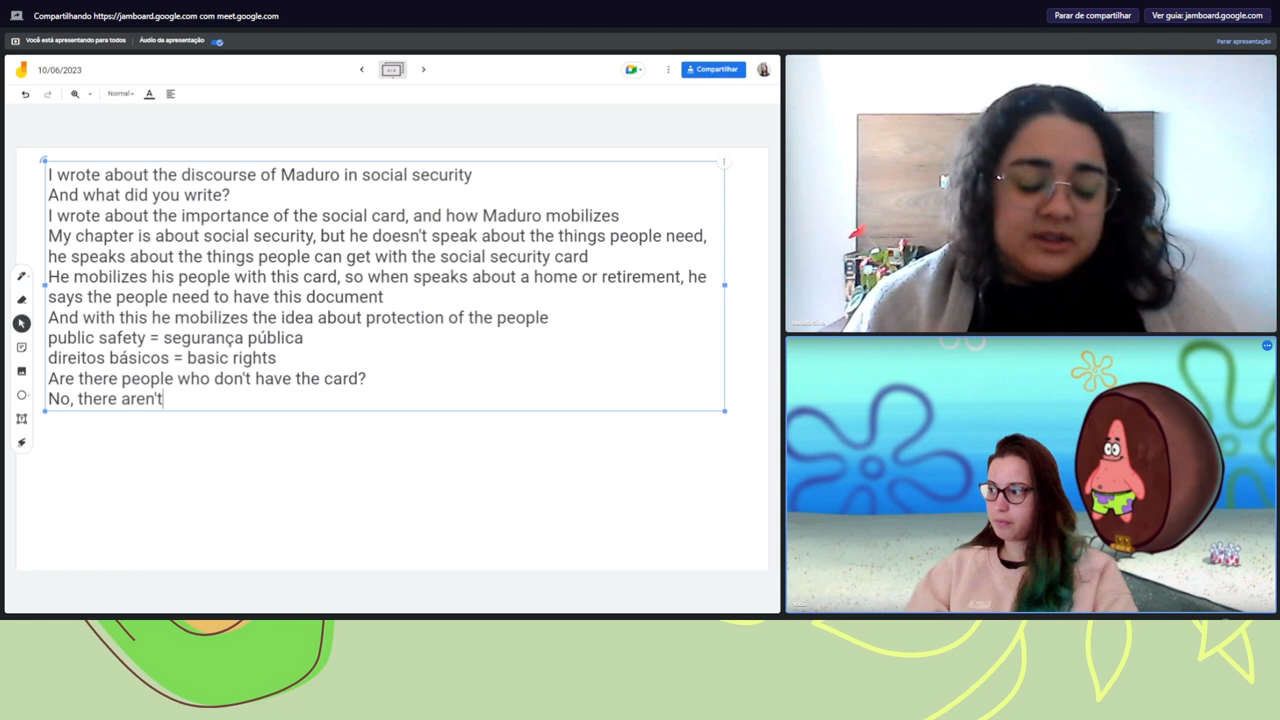 Compartilhando https://jamboard.google.com com meet.google.com
Parar de compartilhar
Ver guia: jamboard.google.com
Você está apresentando para todos
Áudio da apresentação
Parar apresentação
10/06/2023
Compartilhar
Normal
I wrote about the discourse of Maduro in social security
And what did you write?
I wrote about the importance of the social card, and how Maduro mobilizes
My chapter is about social security, but he doesn't speak about the things people need,
he speaks about the things people can get with the social security card
He mobilizes his people with this card, so when speaks about a home or retirement, he
says the people need to have this document
And with this he mobilizes the idea about protection of the people
public safety = segurança pública
direitos básicos = basic rights
Are there people who don't have the card?
No, there aren't